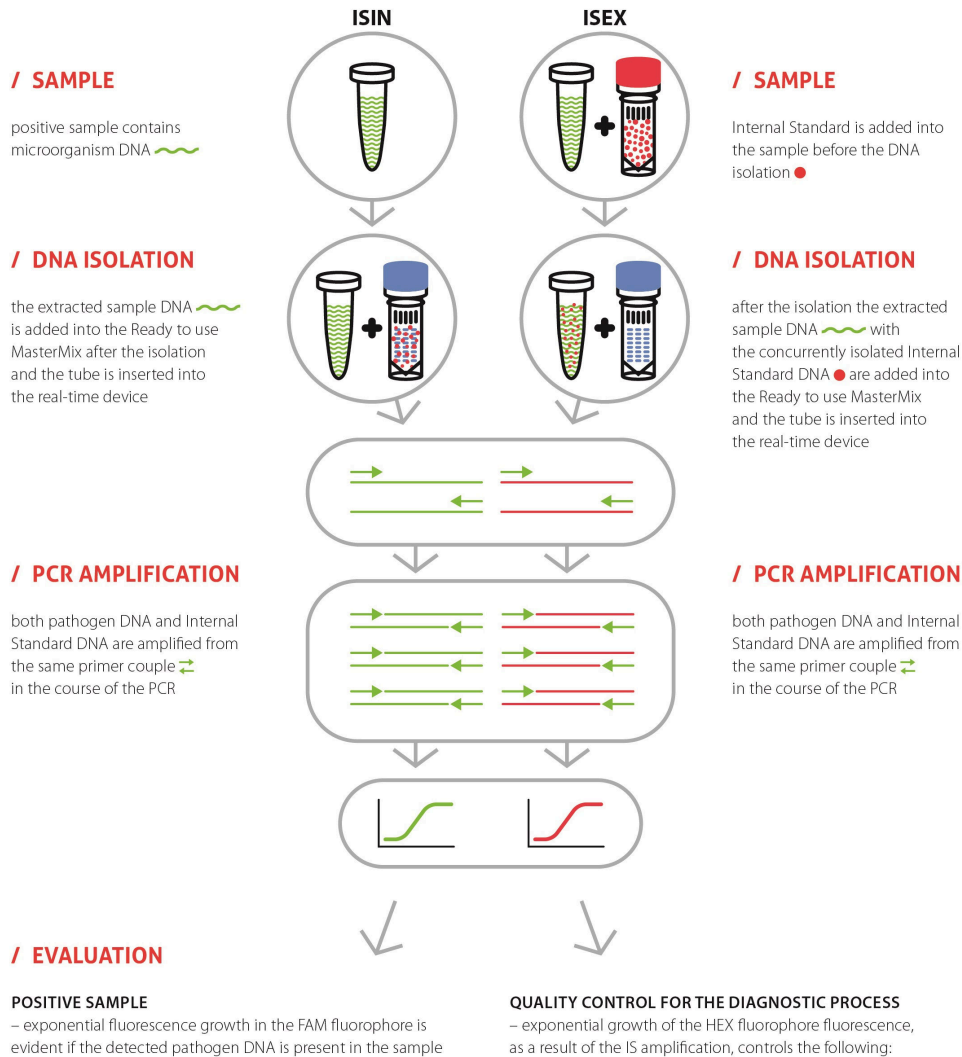 ISIN
ISEX
/ SAMPLE
positive sample contains
microorganism DNA
/ SAMPLE
Internal Standard is added into
the sample before the DNA
isolation
/ DNA ISOLATION
the extracted sample DNA
is added into the Ready to use
MasterMix after the isolation
and the tube is inserted into
the real-time device
/ DNA ISOLATION
after the isolation the extracted
sample DNA with
the concurrently isolated Internal
Standard DNA are added into
the Ready to use MasterMix
and the tube is inserted into
the real-time device
/ PCR AMPLIFICATION
both pathogen DNA and Internal
Standard DNA are amplified from
the same primer couple
in the course of the PCR
/ PCR AMPLIFICATION
both pathogen DNA and Internal
Standard DNA are amplified from
the same primer couple
in the course of the PCR
/ EVALUATION
POSITIVE SAMPLE
– exponential fluorescence growth in the FAM fluorophore is
evident if the detected pathogen DNA is present in the sample
QUALITY CONTROL FOR THE DIAGNOSTIC PROCESS
– exponential growth of the HEX fluorophore fluorescence,
as a result of the IS amplification, controls the following: